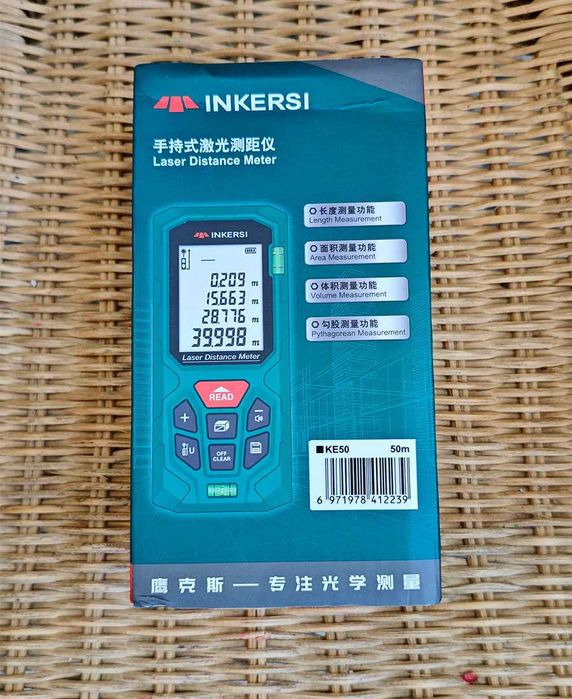 INKERSI
手持式激光测距仪
Laser Distance Meter
INKERSI
0.209 m
15.663 m
28.776 m
39.998 m
Laser Distance Meter
READ
U
OFF
CLEAR
长度测量功能
Length Measurement
面积测量功能
Area Measurement
体积测量功能
Volume Measurement
勾股测量功能
Pythagorean Measurement
KE50 50m
6 971978 412239
鹰克斯——专注光学测量